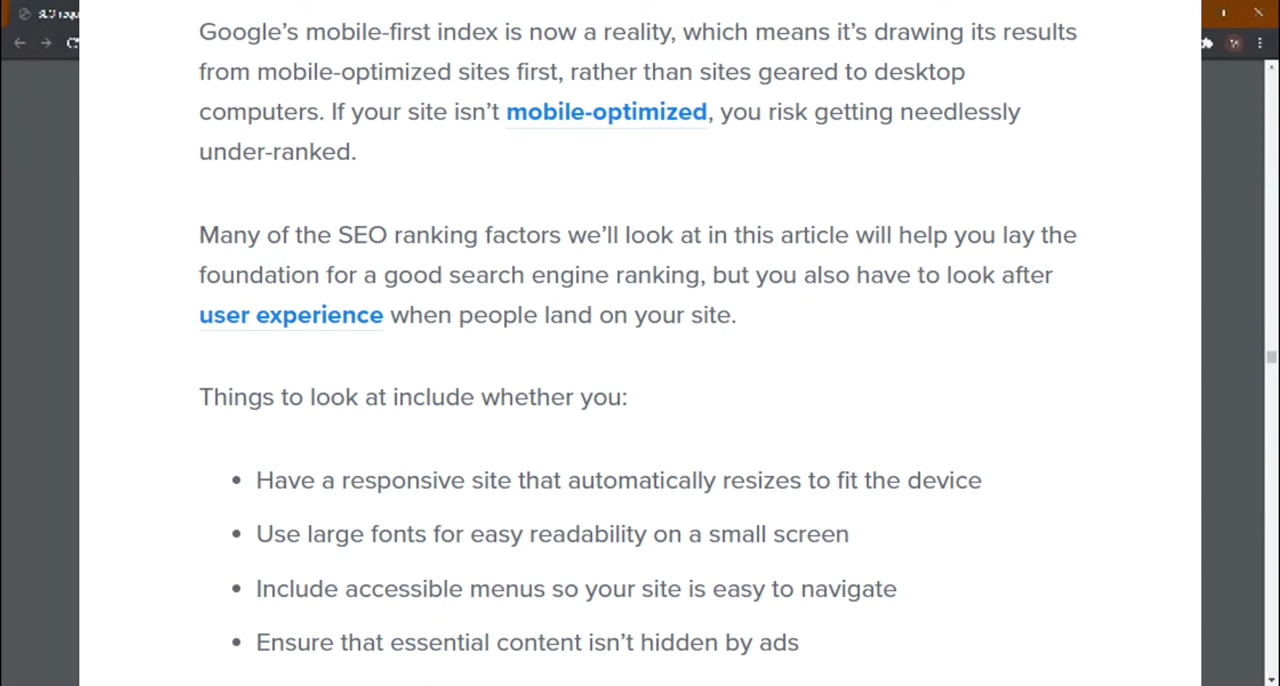 Google’s mobile-first index is now a reality, which means it’s drawing its results
from mobile-optimized sites first, rather than sites geared to desktop
computers. If your site isn’t mobile-optimized, you risk getting needlessly
under-ranked.
Many of the SEO ranking factors we’ll look at in this article will help you lay the
foundation for a good search engine ranking, but you also have to look after
user experience when people land on your site.
Things to look at include whether you:
• Have a responsive site that automatically resizes to fit the device
• Use large fonts for easy readability on a small screen
• Include accessible menus so your site is easy to navigate
• Ensure that essential content isn’t hidden by ads